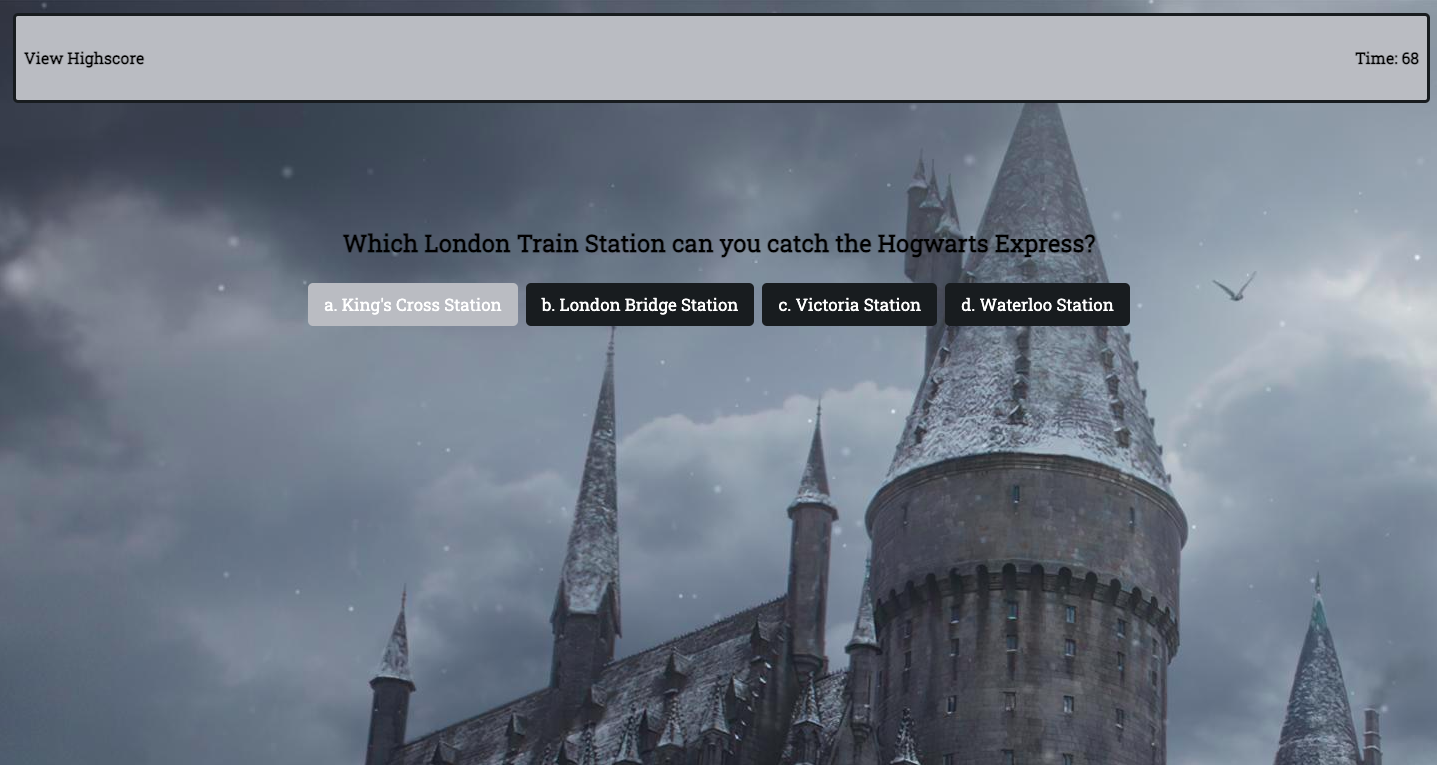 View Highscore
Time: 68
Which London Train Station can you catch the Hogwarts Express?
a. King's Cross Station
b. London Bridge Station
c. Victoria Station
d. Waterloo Station